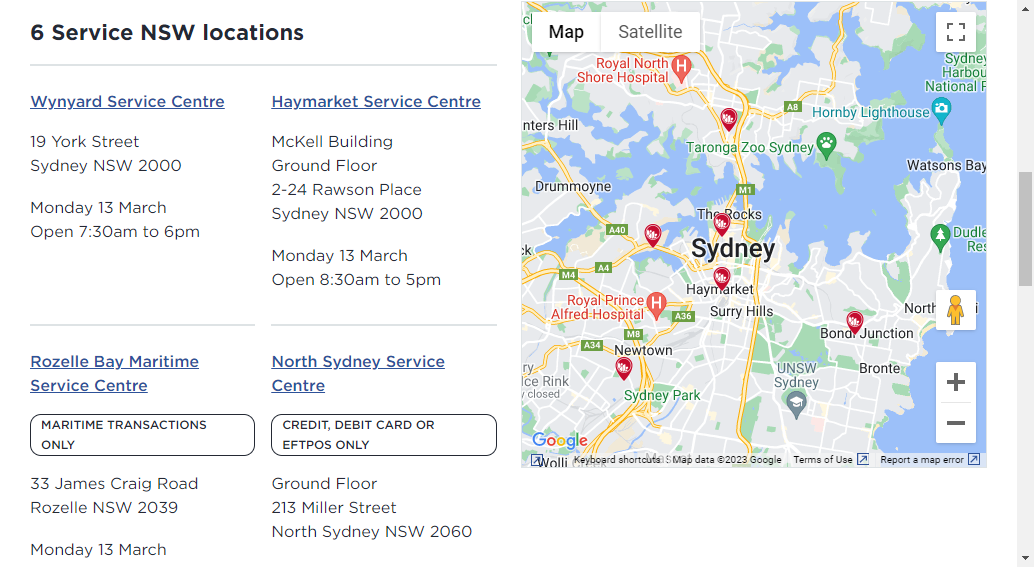 6 Service NSW locations
Wynyard Service Centre
19 York Street
Sydney NSW 2000
Monday 13 March
Open 7:30am to 6pm
Haymarket Service Centre
McKell Building
Ground Floor
2-24 Rawson Place
Sydney NSW 2000
Monday 13 March
Open 8:30am to 5pm
Rozelle Bay Maritime
Service Centre
MARITIME TRANSACTIONS
ONLY
33 James Craig Road
Rozelle NSW 2039
Monday 13 March
North Sydney Service
Centre
CREDIT, DEBIT CARD OR
EFTPOS ONLY
Ground Floor
213 Miller Street
North Sydney NSW 2060
Map
Satellite
Royal North
Shore Hospital
Sydney
Harbou
National P
A8
Hornby Lighthouse
nters Hill
Taronga Zoo Sydney
Watsons Bay
Drummoyne
M1
The Rocks
A40
Sydney
Dudle
Res
ck
A4
M4
Haymarket
Royal Prince
Alfred Hospital
A36
Surry Hills
North
i
M8
Bondi Junction
A34
Newtown
Bronte
ry
Ice Rink
y closed
UNSW
Sydney
Sydney Park
Google
Wolli Creek
Mas
Keyboard shortcuts
Map data ©2023 Google
Terms of Use
Report a map error